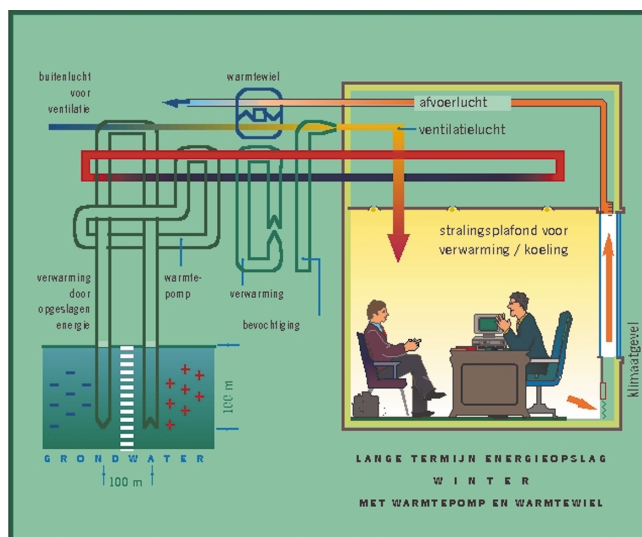 buitenlucht
voor
ventilatie
warmtewiel
afvoerlucht
ventilatielucht
stralingsplafond voor
verwarming / koeling
verwarming
door
opgeslagen
energie
warmte-
pomp
verwarming
bevochtiging
klimaatgevel
100 m
GRONDWATER
100 m
LANGE TERMIJN ENERGIEOPSLAG
WINTER
MET WARMTEPOMP EN WARMTEWIEL